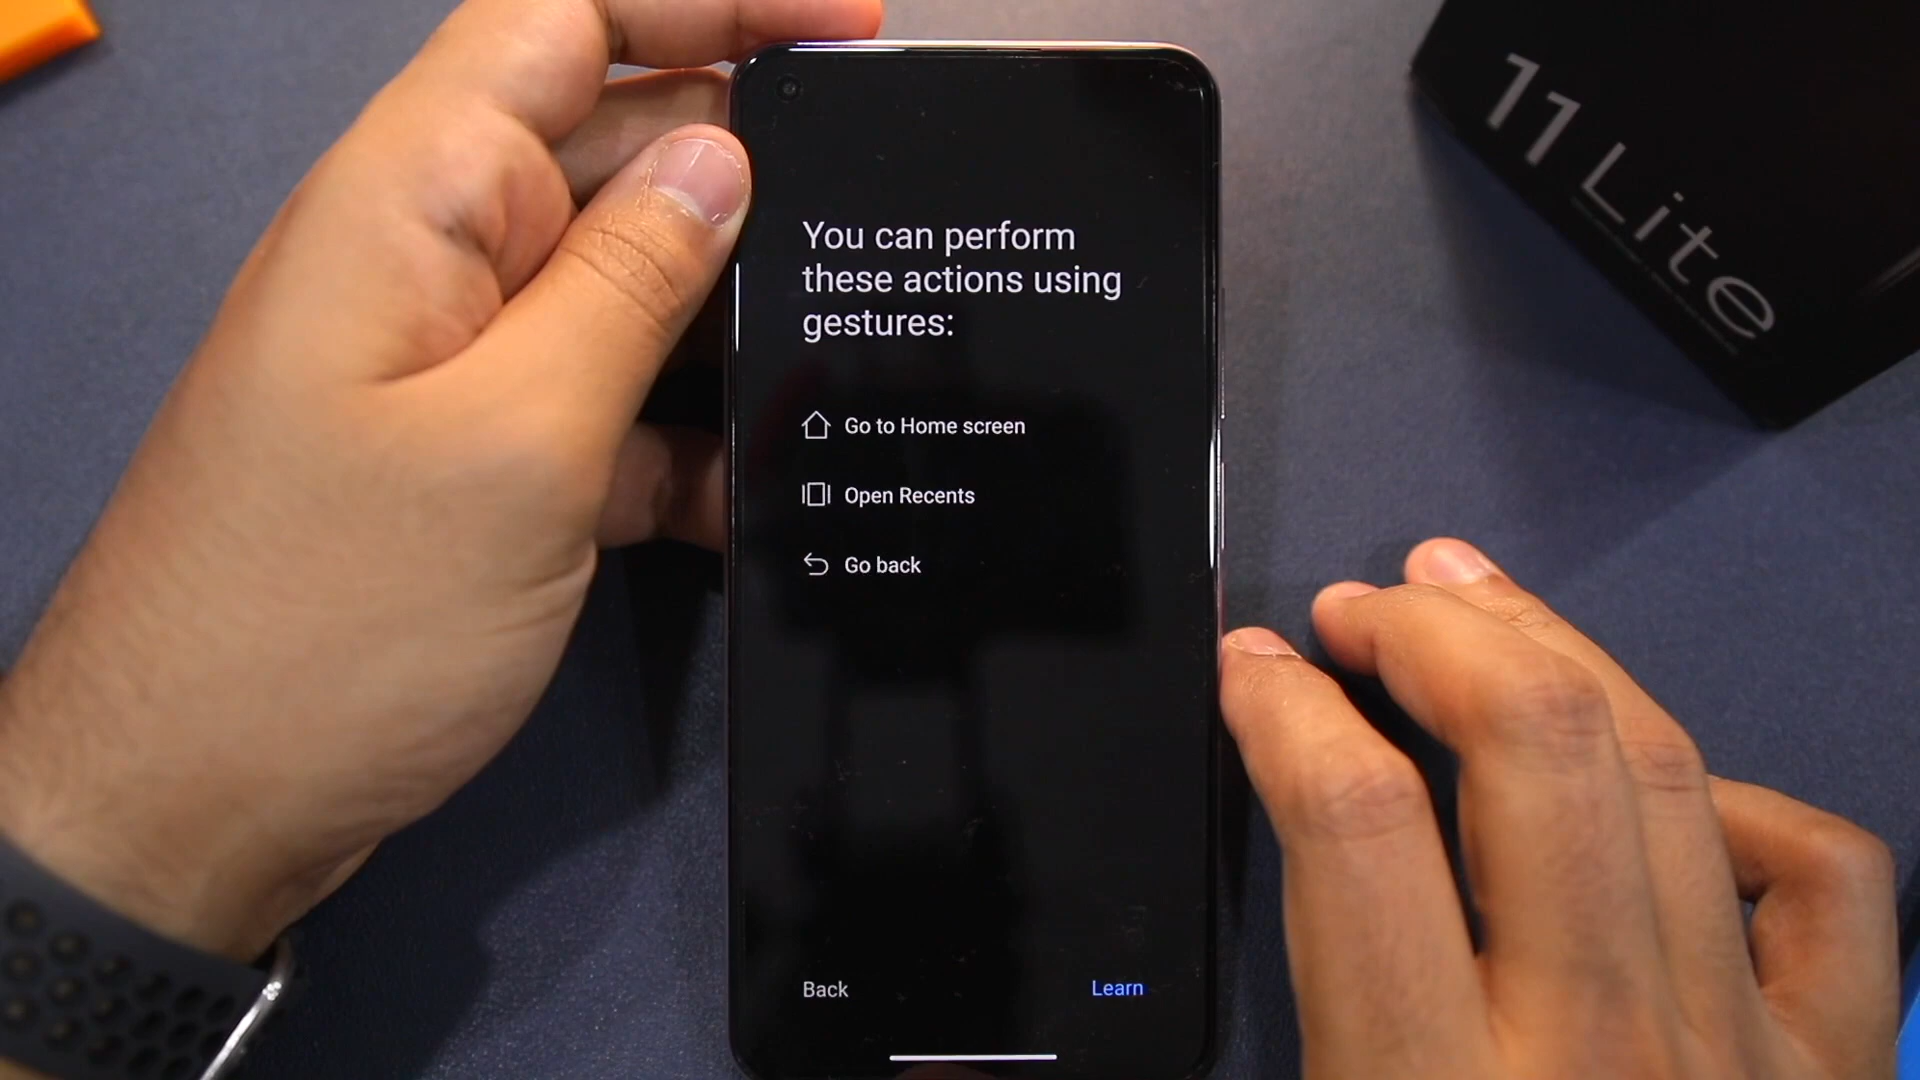 You can perform
these actions using
gestures:
Go to Home screen
Open Recents
Go back
Back
Learn
11 Lite